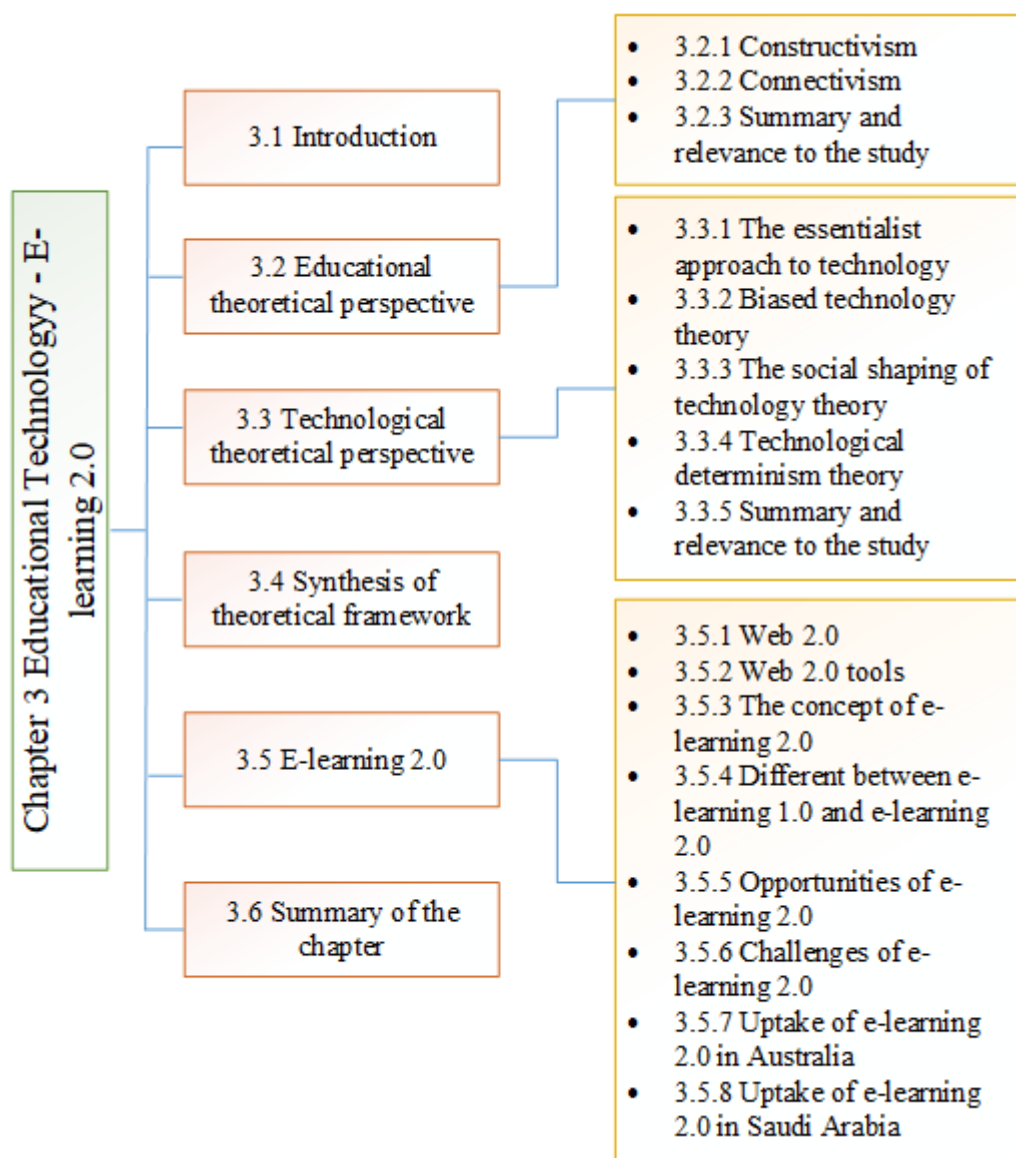 Chapter 3 Educational Technologyy - E-
learning 2.0
3.1 Introduction
3.2 Educational
theoretical perspective
• 3.2.1 Constructivism
• 3.2.2 Connectivism
• 3.2.3 Summary and
relevance to the study
3.3 Technological
theoretical perspective
• 3.3.1 The essentialist
approach to technology
• 3.3.2 Biased technology
theory
• 3.3.3 The social shaping of
technology theory
• 3.3.4 Technological
determinism theory
• 3.3.5 Summary and
relevance to the study
3.4 Synthesis of
theoretical framework
3.5 E-learning 2.0
• 3.5.1 Web 2.0
• 3.5.2 Web 2.0 tools
• 3.5.3 The concept of e-
learning 2.0
• 3.5.4 Different between e-
learning 1.0 and e-learning
2.0
• 3.5.5 Opportunities of e-
learning 2.0
• 3.5.6 Challenges of e-
learning 2.0
• 3.5.7 Uptake of e-learning
2.0 in Australia
• 3.5.8 Uptake of e-learning
2.0 in Saudi Arabia
3.6 Summary of the
chapter